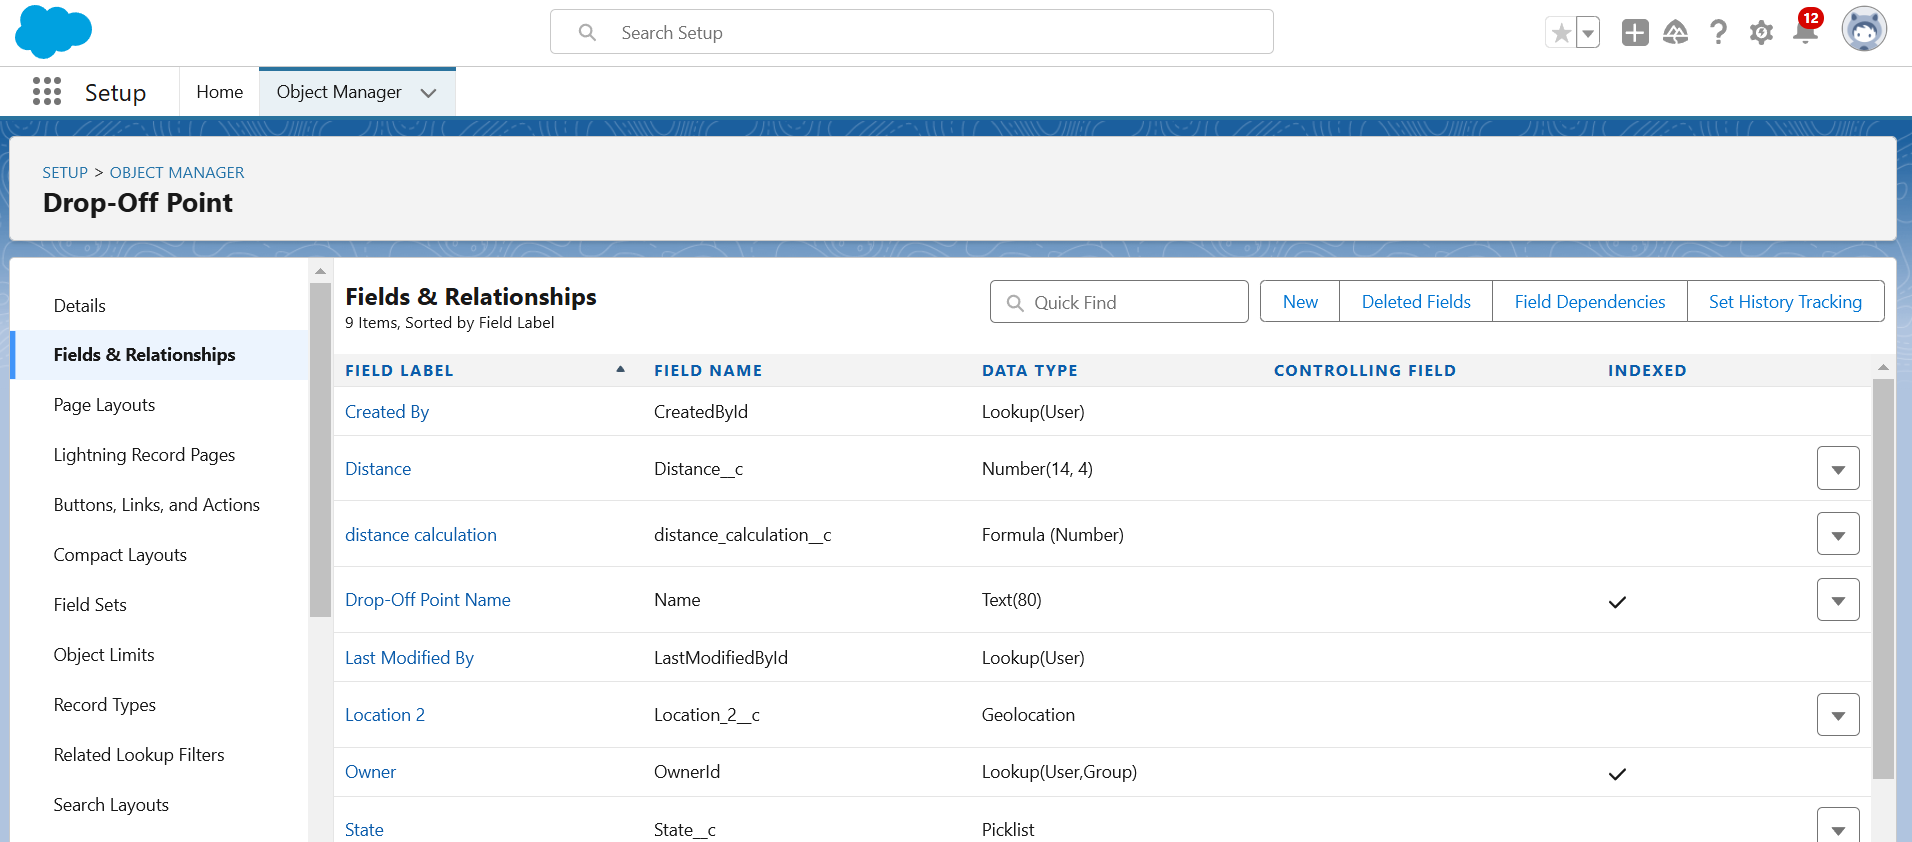 Search Setup
12
Setup
Home
Object Manager
SETUP > OBJECT MANAGER
Drop-Off Point
Details
Fields & Relationships
Page Layouts
Lightning Record Pages
Buttons, Links, and Actions
Compact Layouts
Field Sets
Object Limits
Record Types
Related Lookup Filters
Search Layouts
Fields & Relationships
9 Items, Sorted by Field Label
Quick Find
New
Deleted Fields
Field Dependencies
Set History Tracking
FIELD LABEL FIELD NAME DATA TYPE CONTROLLING FIELD INDEXED
Created By CreatedById Lookup(User)
Distance Distance__c Number(14, 4)
distance calculation distance_calculation__c Formula (Number)
Drop-Off Point Name Name Text(80)
Last Modified By LastModifiedById Lookup(User)
Location 2 Location_2__c Geolocation
Owner OwnerId Lookup(User,Group)
State State__c Picklist